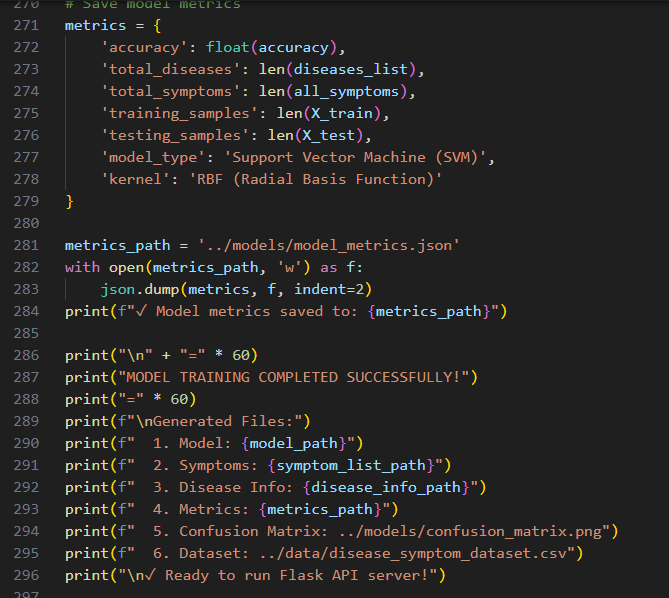 270 # Save model metrics
271 metrics = {
272     'accuracy': float(accuracy),
273     'total_diseases': len(diseases_list),
274     'total_symptoms': len(all_symptoms),
275     'training_samples': len(X_train),
276     'testing_samples': len(X_test),
277     'model_type': 'Support Vector Machine (SVM)',
278     'kernel': 'RBF (Radial Basis Function)'
279 }
280
281 metrics_path = '../models/model_metrics.json'
282 with open(metrics_path, 'w') as f:
283     json.dump(metrics, f, indent=2)
284 print(f"✓ Model metrics saved to: {metrics_path}")
285
286 print("\n" + "=" * 60)
287 print("MODEL TRAINING COMPLETED SUCCESSFULLY!")
288 print("=" * 60)
289 print(f"\nGenerated Files:")
290 print(f"  1. Model: {model_path}")
291 print(f"  2. Symptoms: {symptom_list_path}")
292 print(f"  3. Disease Info: {disease_info_path}")
293 print(f"  4. Metrics: {metrics_path}")
294 print(f"  5. Confusion Matrix: ../models/confusion_matrix.png")
295 print(f"  6. Dataset: ../data/disease_symptom_dataset.csv")
296 print("\n✓ Ready to run Flask API server!")
297